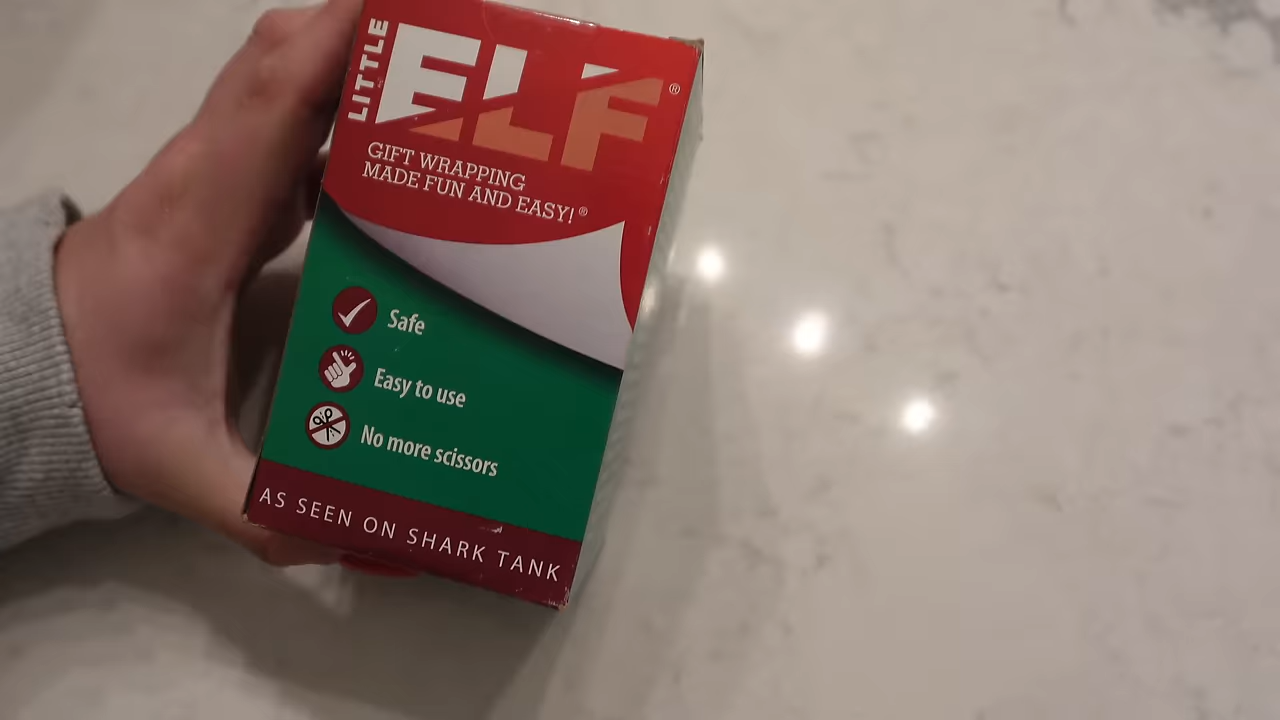 LITTLE
ELF®
GIFT WRAPPING
MADE FUN AND EASY!®
Safe
Easy to use
No more scissors
AS SEEN ON SHARK TANK